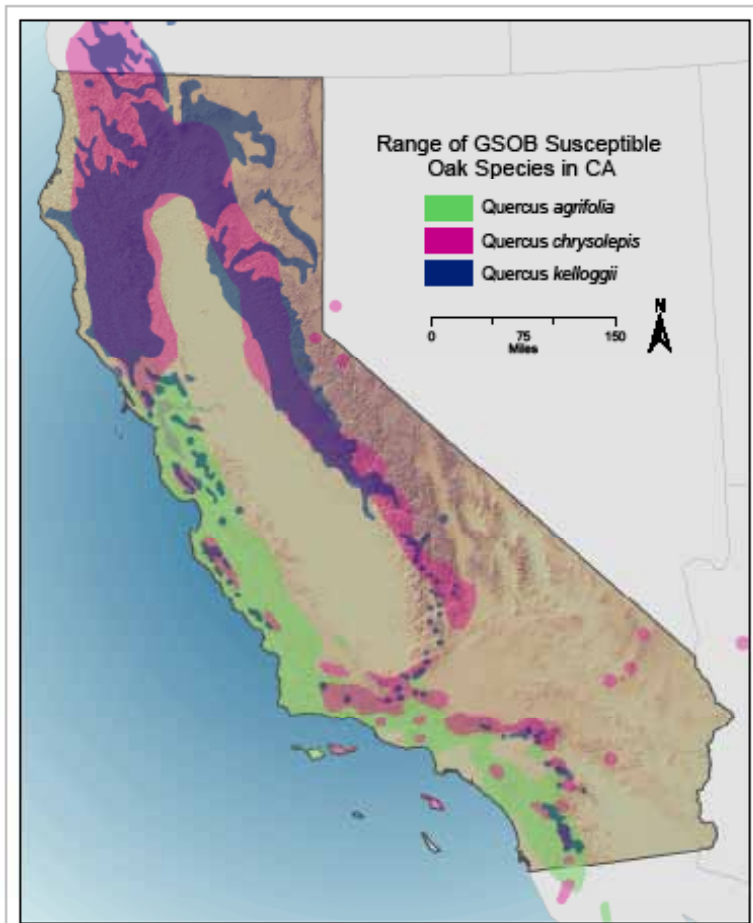 Range of GSOB Susceptible
Oak Species in CA
Quercus agrifolia
Quercus chrysolepis
Quercus kelloggii
N
0 75 150
Miles